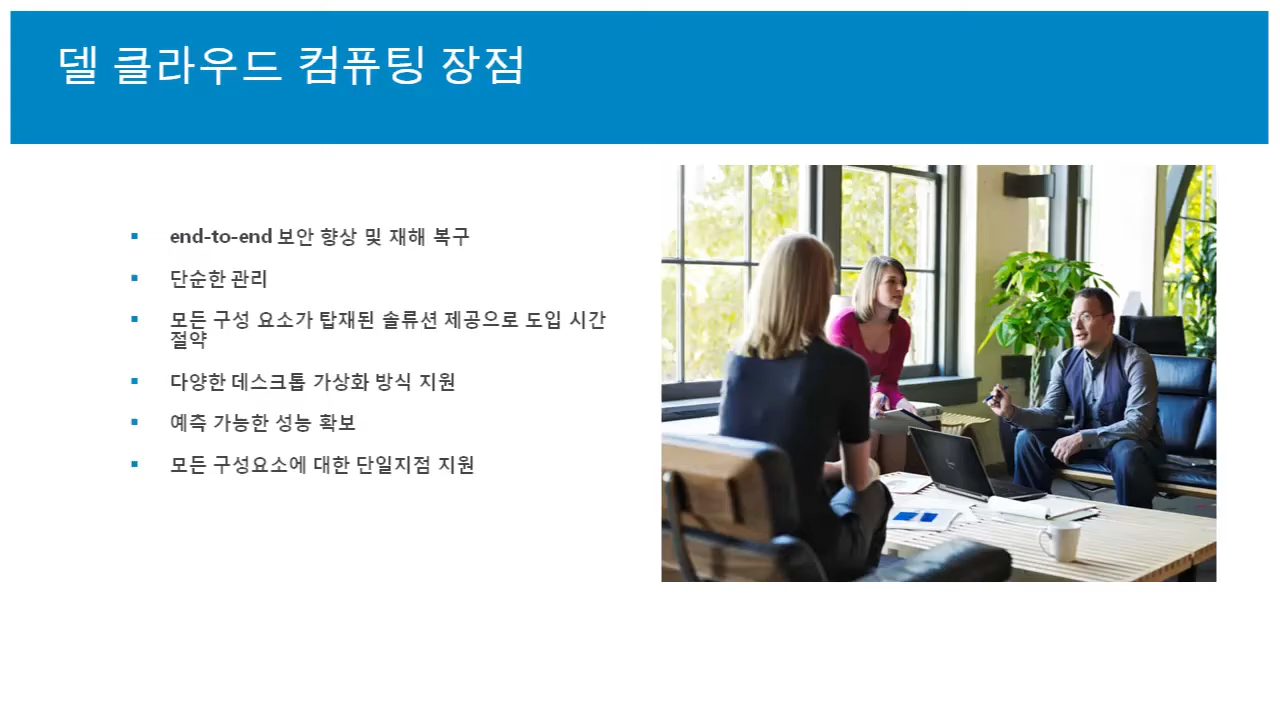 델 클라우드 컴퓨팅 장점
end-to-end 보안 향상 및 재해 복구
단순한 관리
모든 구성 요소가 탑재된 솔류션 제공으로 도입 시간
절약
다양한 데스크톱 가상화 방식 지원
예측 가능한 성능 확보
모든 구성요소에 대한 단일지점 지원